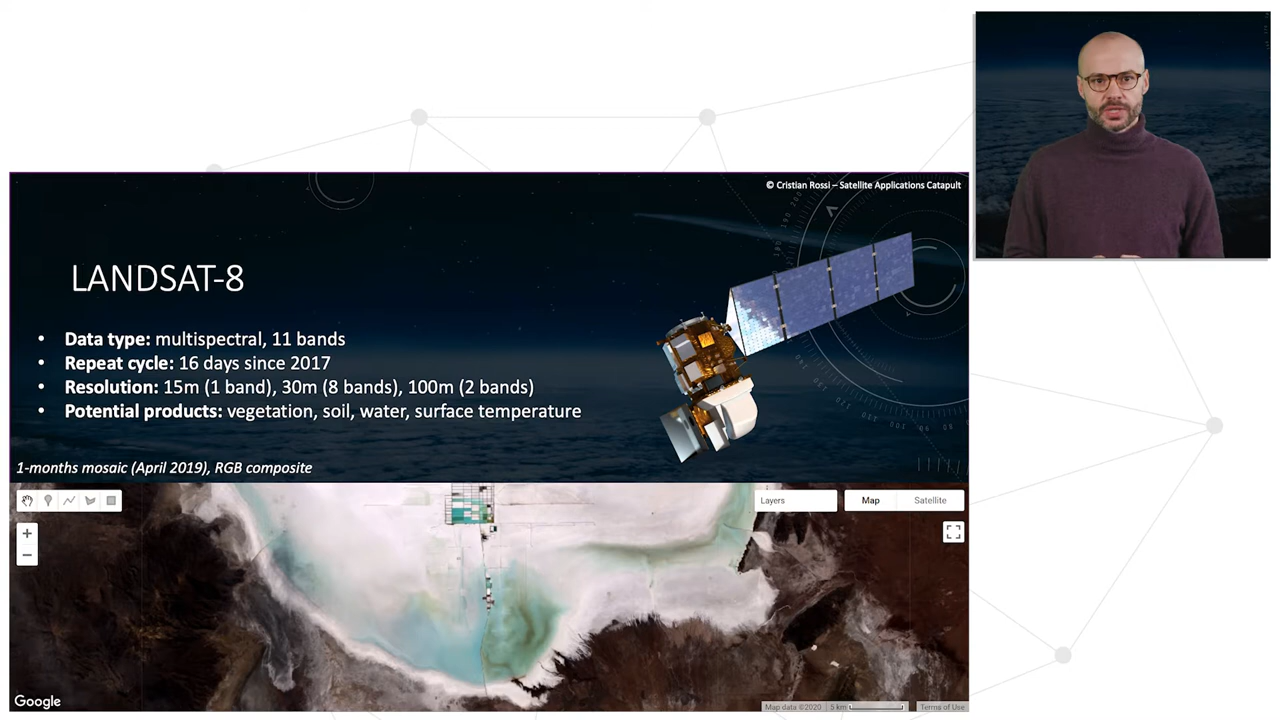 © Cristian Rossi – Satellite Applications Catapult
LANDSAT-8
• Data type: multispectral, 11 bands
• Repeat cycle: 16 days since 2017
• Resolution: 15m (1 band), 30m (8 bands), 100m (2 bands)
• Potential products: vegetation, soil, water, surface temperature
1-months mosaic (April 2019), RGB composite
Layers
Map
Satellite
+
−
Google
Map data ©2020
5 km
Terms of Use